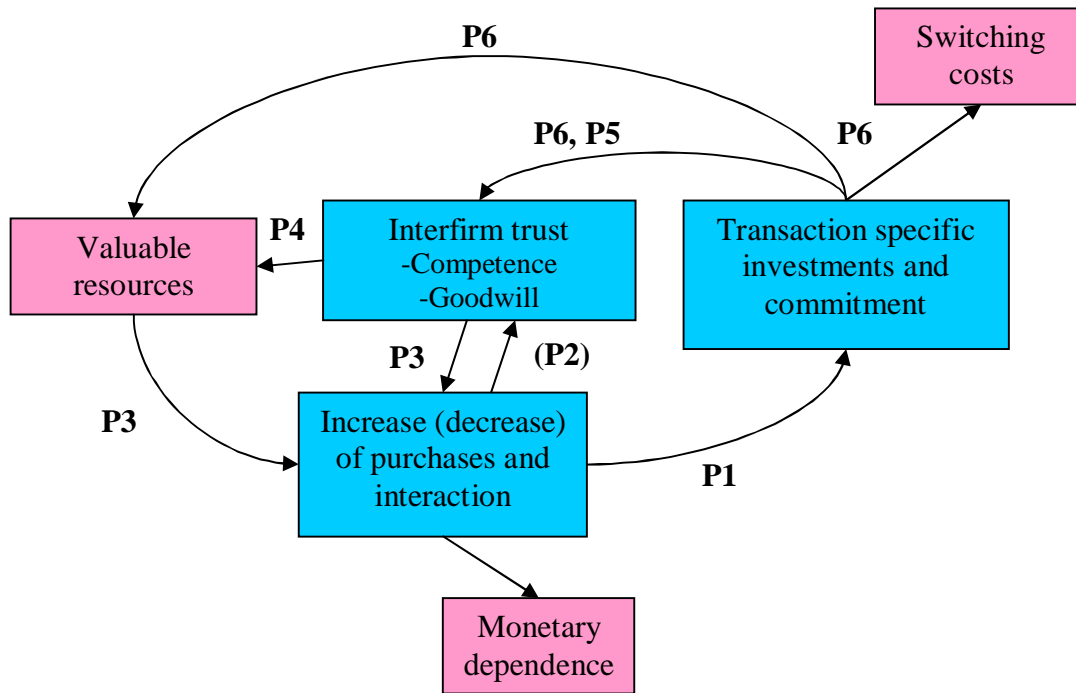 P6
Switching
costs
P6, P5
P6
Valuable
resources
P4
Interfirm trust
-Competence
-Goodwill
Transaction specific
investments and
commitment
P3
(P2)
P3
Increase (decrease)
of purchases and
interaction
P1
Monetary
dependence